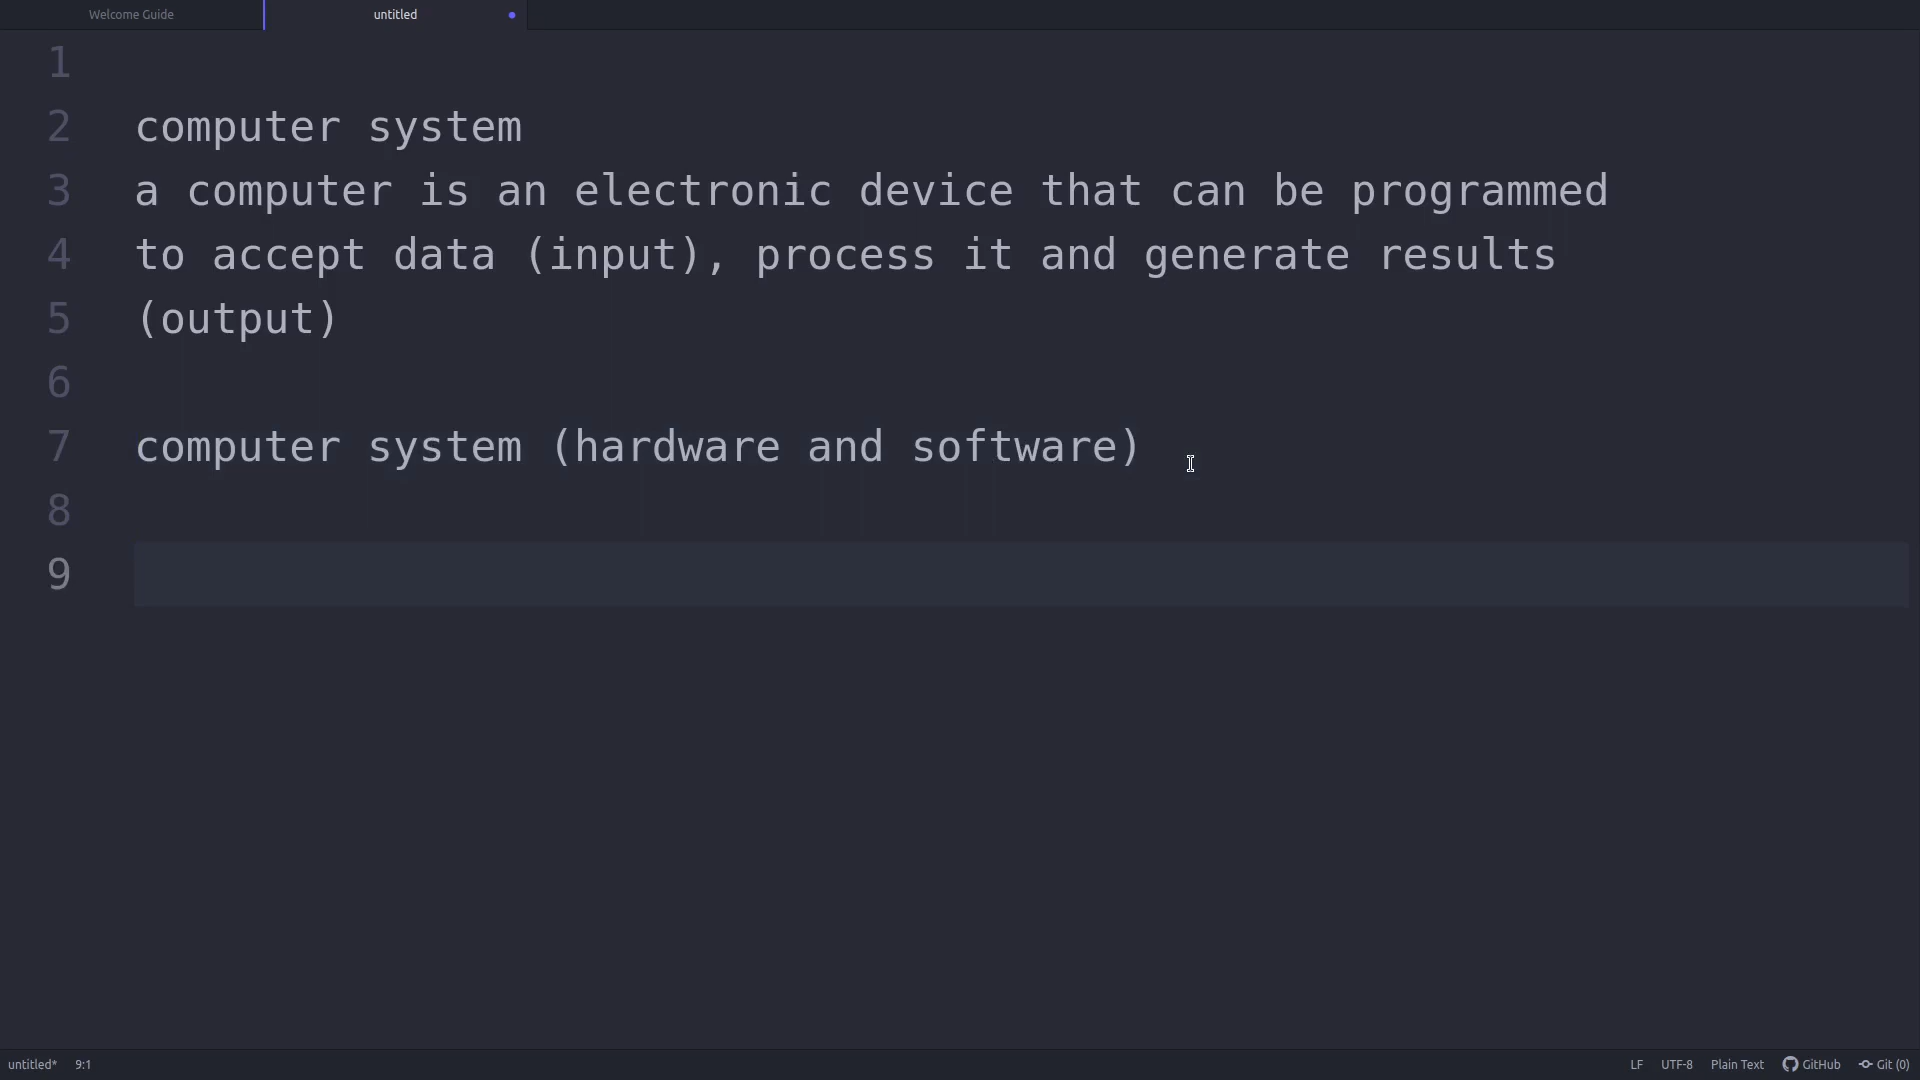 Welcome Guide
untitled
1
2 computer system
3 a computer is an electronic device that can be programmed
4 to accept data (input), process it and generate results
5 (output)
6
7 computer system (hardware and software)
8
9
untitled* 9:1 LF UTF-8 Plain Text GitHub Git (0)